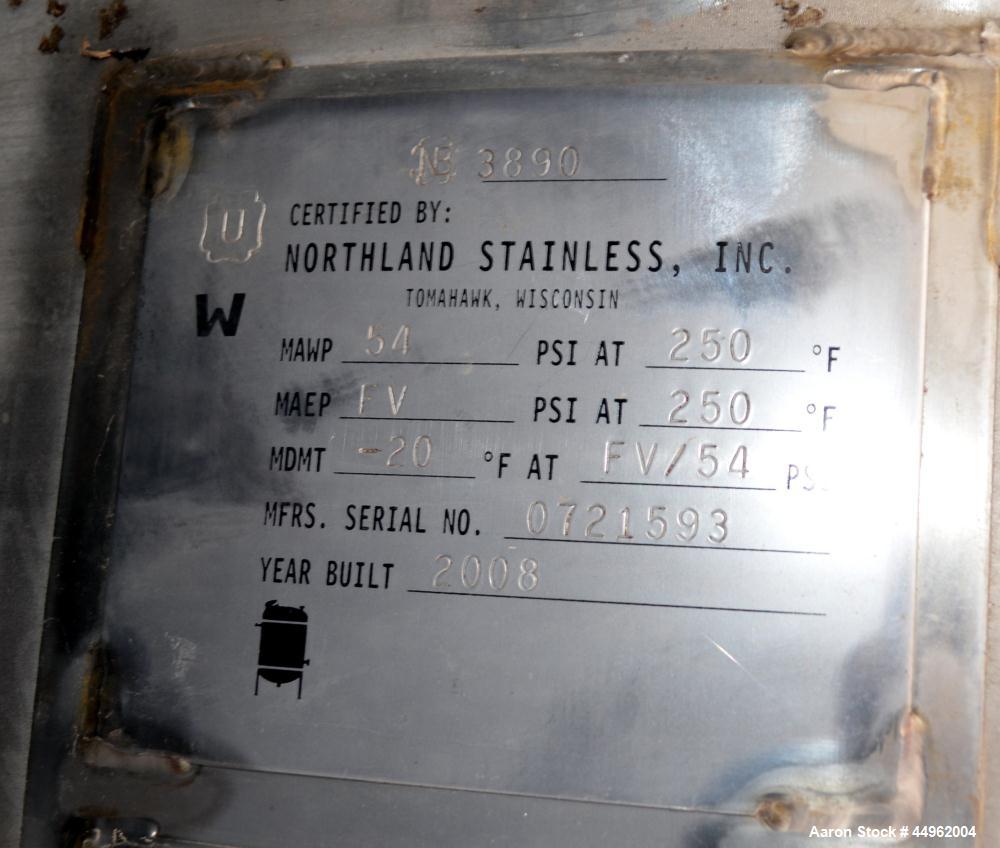 NB 3890
U
CERTIFIED BY:
NORTHLAND STAINLESS, INC.
TOMAHAWK, WISCONSIN
W
MAWP 54 PSI AT 250 °F
MAEP FV PSI AT 250 °F
MDMT -20 °F AT FV/54 PS
MFRS. SERIAL NO. 0721593
YEAR BUILT 2008
Aaron Stock # 44962004